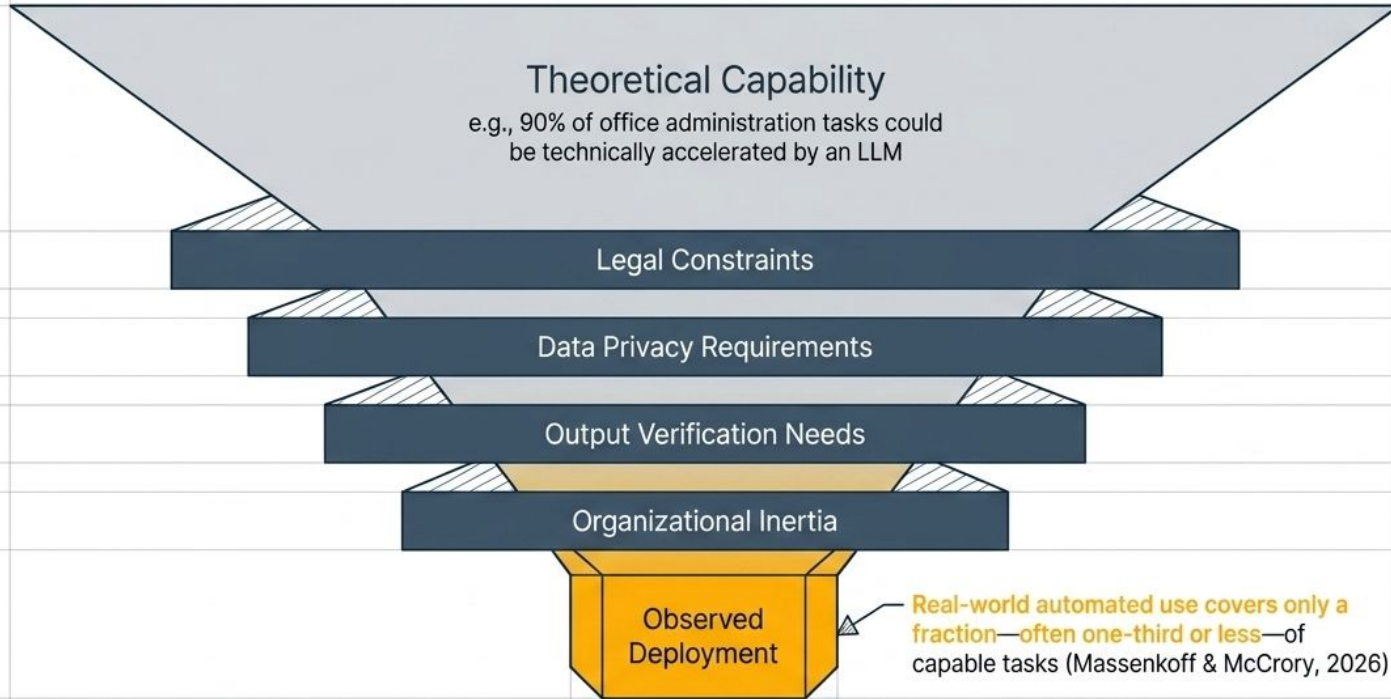 Theoretical Capability
e.g., 90% of office administration tasks could
be technically accelerated by an LLM
Legal Constraints
Data Privacy Requirements
Output Verification Needs
Organizational Inertia
Observed
Deployment
Real-world automated use covers only a
fraction—often one-third or less—of
capable tasks (Massenkoff & McCrory, 2026)